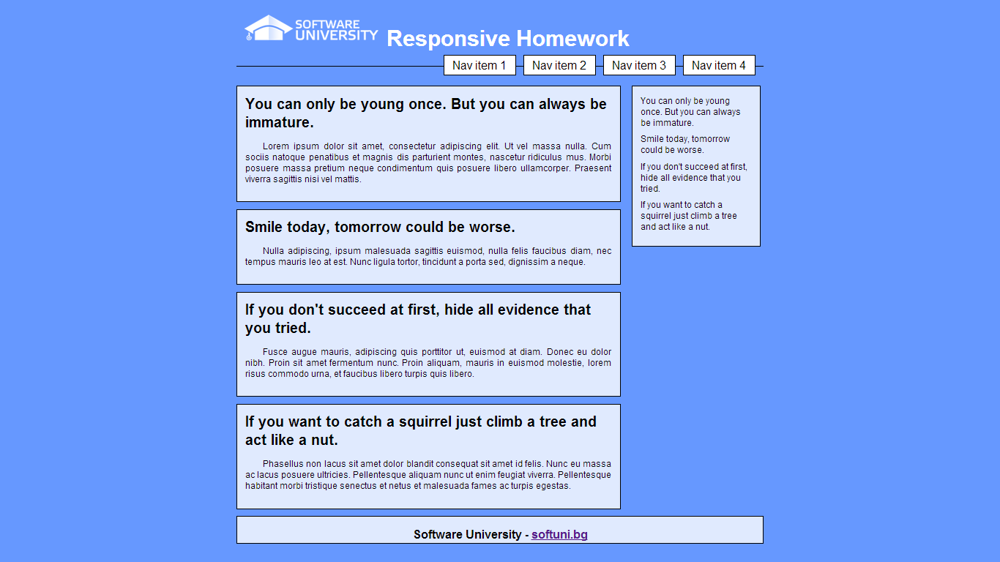 SOFTWARE
UNIVERSITY
Responsive Homework
Nav item 1
Nav item 2
Nav item 3
Nav item 4
You can only be young once. But you can always be
immature.
Lorem ipsum dolor sit amet, consectetur adipiscing elit. Ut vel massa nulla. Cum
sociis natoque penatibus et magnis dis parturient montes, nascetur ridiculus mus. Morbi
posuere massa pretium neque condimentum quis posuere libero ullamcorper. Praesent
viverra sagittis nisi vel mattis.
Smile today, tomorrow could be worse.
Nulla adipiscing, ipsum malesuada sagittis euismod, nulla felis faucibus diam, nec
tempus mauris leo at est. Nunc ligula tortor, tincidunt a porta sed, dignissim a neque.
If you don't succeed at first, hide all evidence that
you tried.
Fusce augue mauris, adipiscing quis porttitor ut, euismod at diam. Donec eu dolor
nibh. Proin sit amet fermentum nunc. Proin aliquam, mauris in euismod molestie, lorem
risus commodo urna, et faucibus libero turpis quis libero.
If you want to catch a squirrel just climb a tree and
act like a nut.
Phasellus non lacus sit amet dolor blandit consequat sit amet id felis. Nunc eu massa
ac lacus posuere ultricies. Pellentesque aliquam nunc ut enim feugiat viverra. Pellentesque
habitant morbi tristique senectus et netus et malesuada fames ac turpis egestas.
You can only be young
once. But you can always
be immature.
Smile today, tomorrow
could be worse.
If you don't succeed at first,
hide all evidence that you
tried.
If you want to catch a
squirrel just climb a tree
and act like a nut.
Software University - softuni.bg